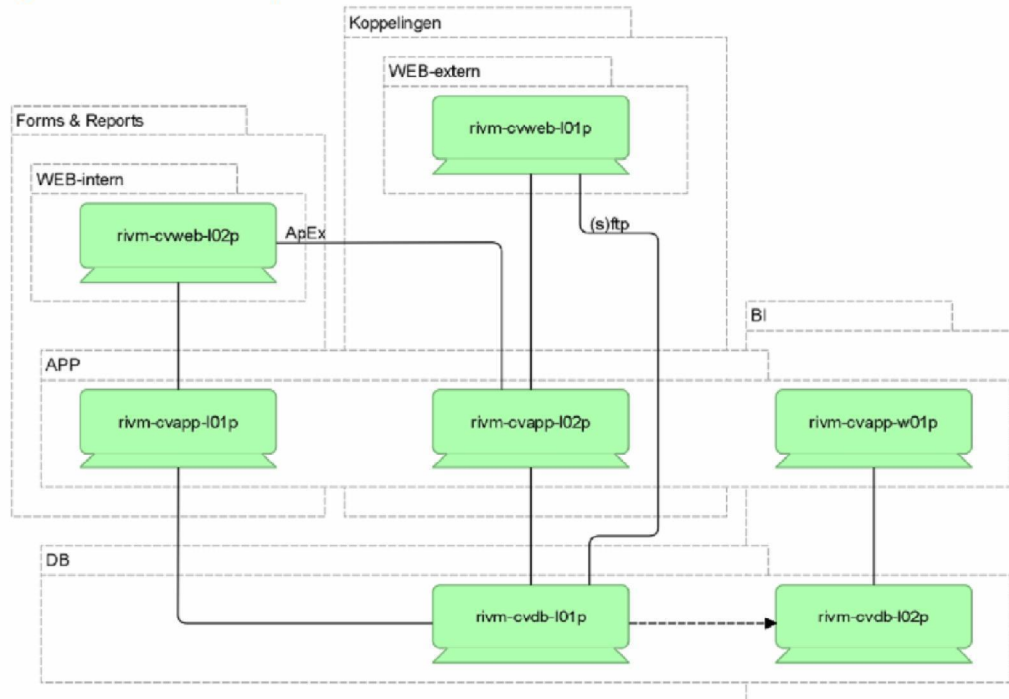 Koppelingen
WEB-extern
rivm-cvweb-l01p
Forms & Reports
WEB-intern
rivm-cvweb-l02p
ApEx
(s)ftp
BI
APP
rivm-cvapp-l01p
rivm-cvapp-l02p
rivm-cvapp-w01p
DB
rivm-cvdb-l01p
rivm-cvdb-l02p